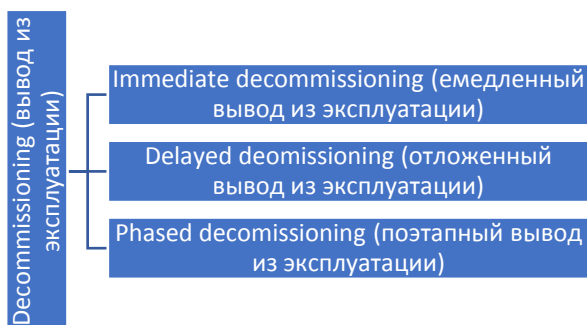 Decommissioning (вывод из
эксплуатации)
Immediate decommissioning (емедленный
вывод из эксплуатации)
Delayed deomissioning (отложенный
вывод из эксплуатации)
Phased decomissioning (поэтапный вывод
из эксплуатации)